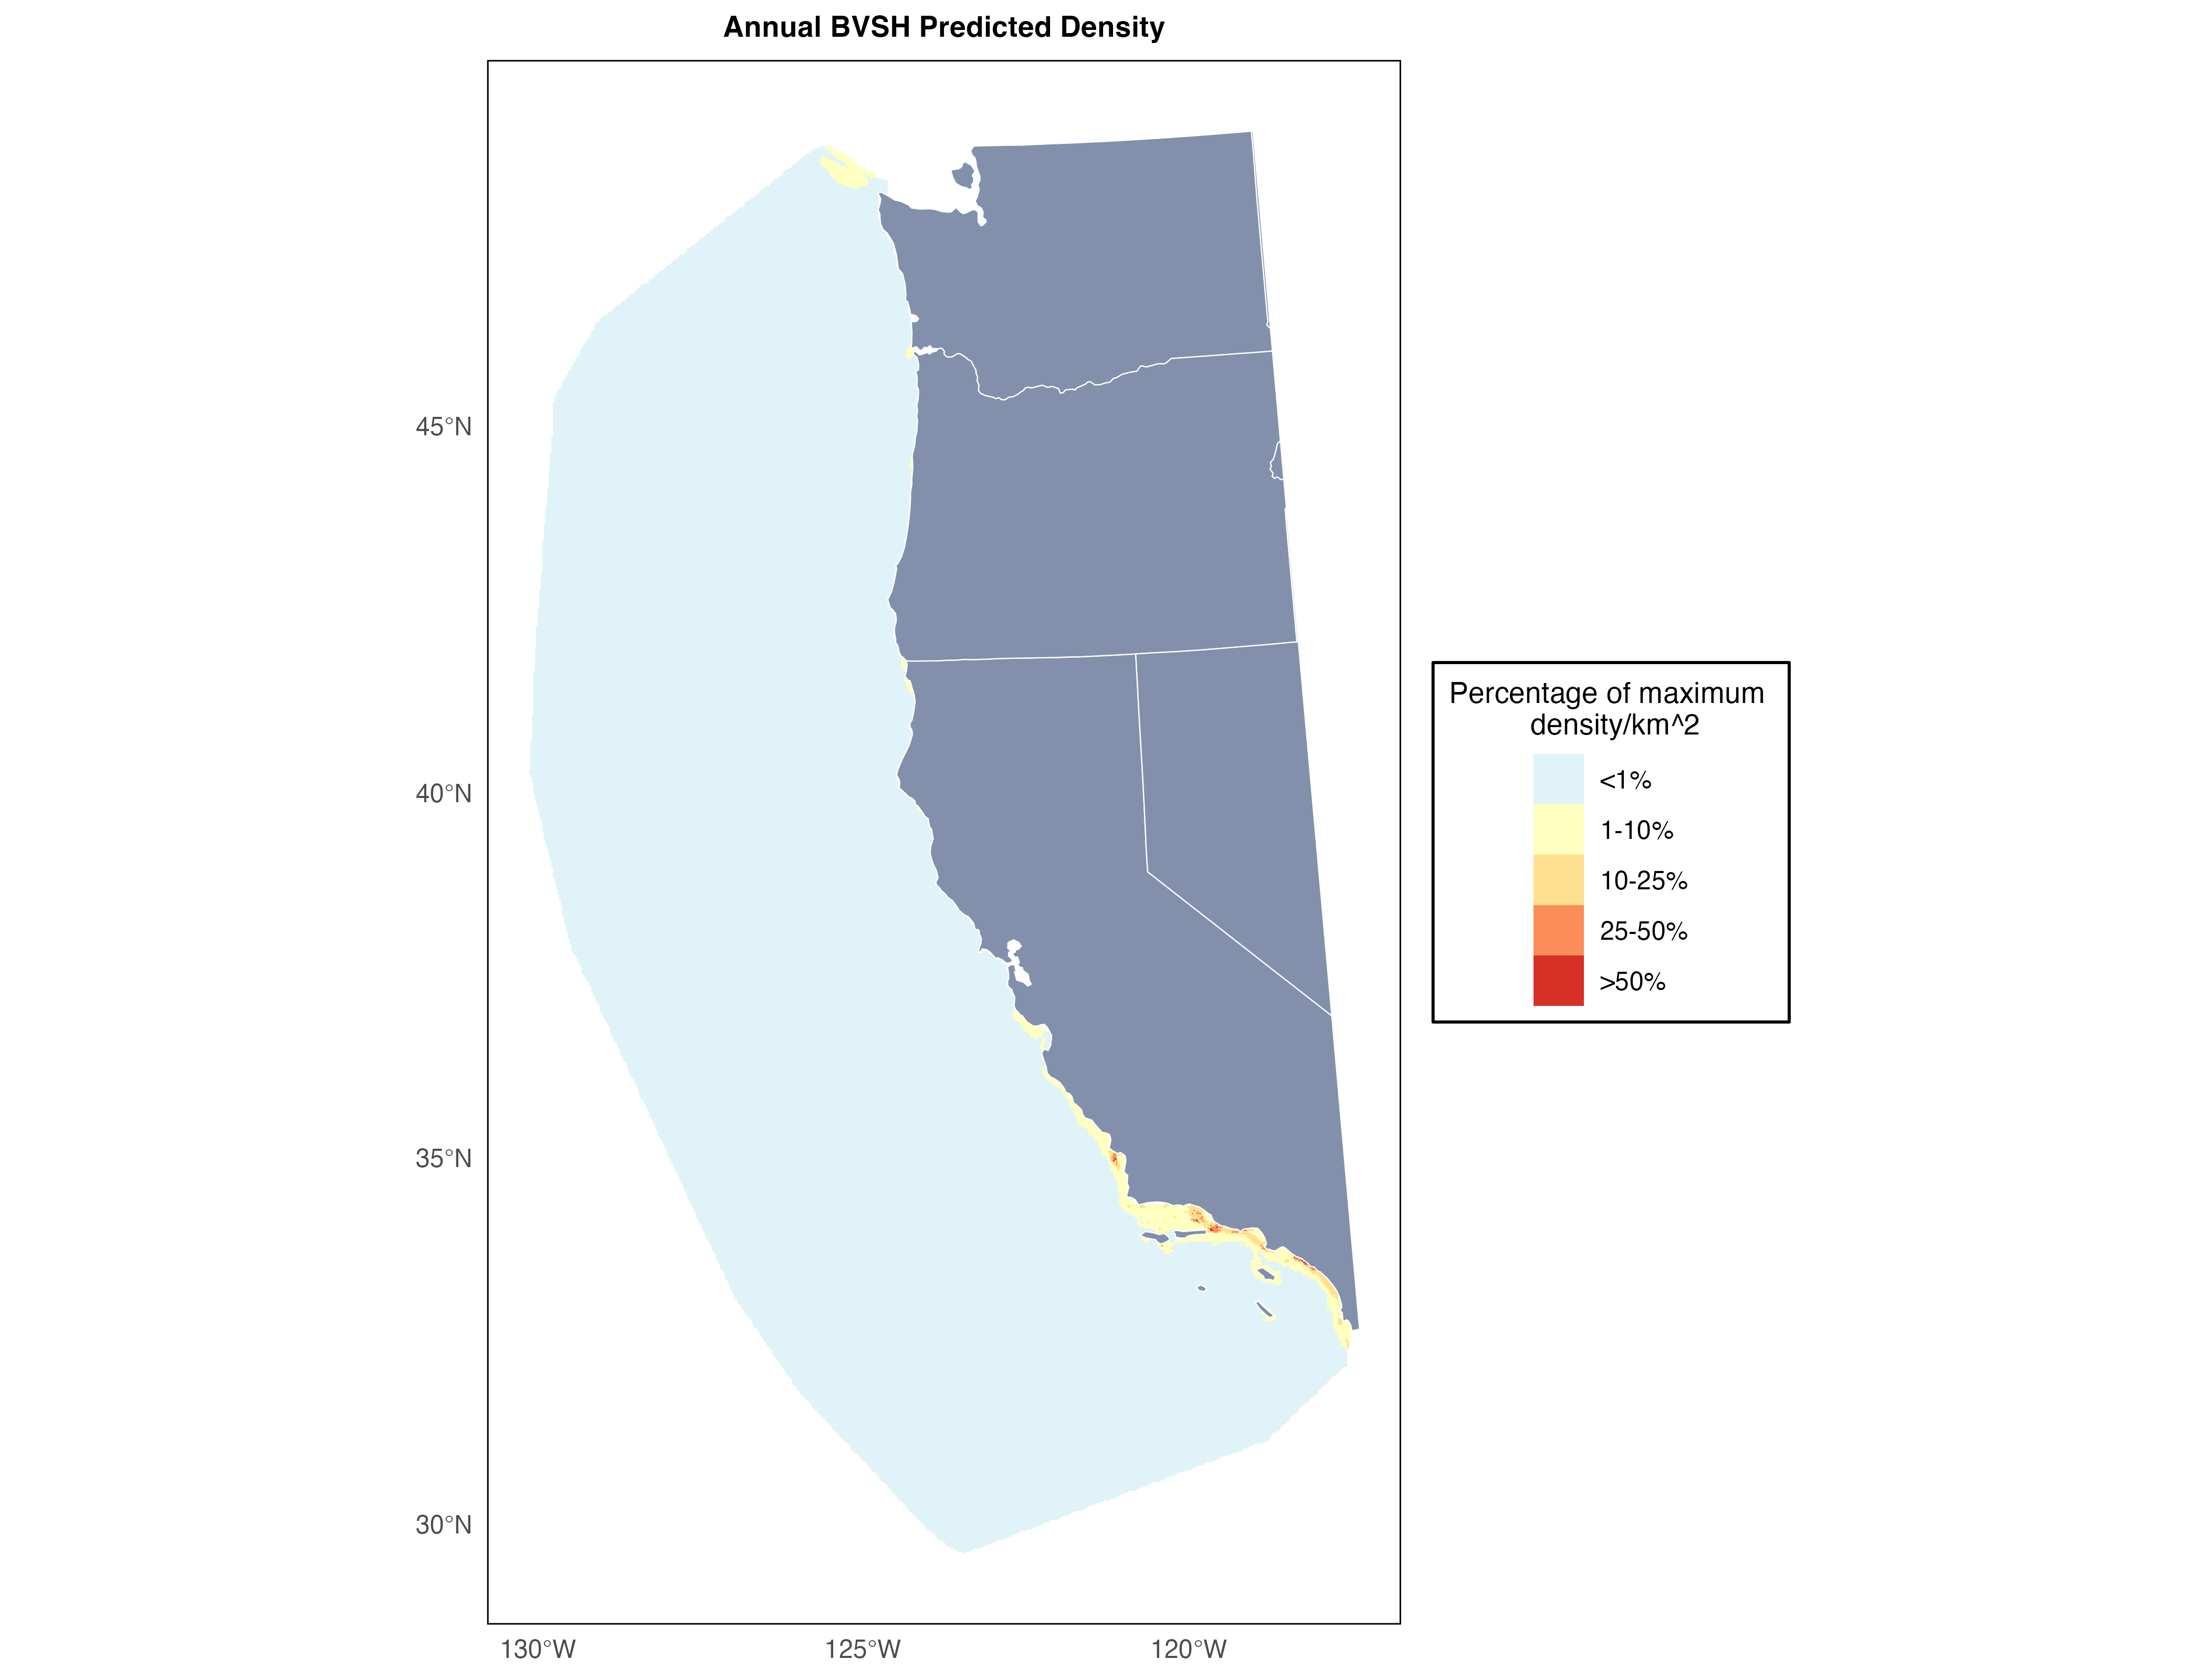 Annual BVSH Predicted Density
45°N
40°N
35°N
30°N
130°W
125°W
120°W
Percentage of maximum
density/km^2
<1%
1-10%
10-25%
25-50%
>50%